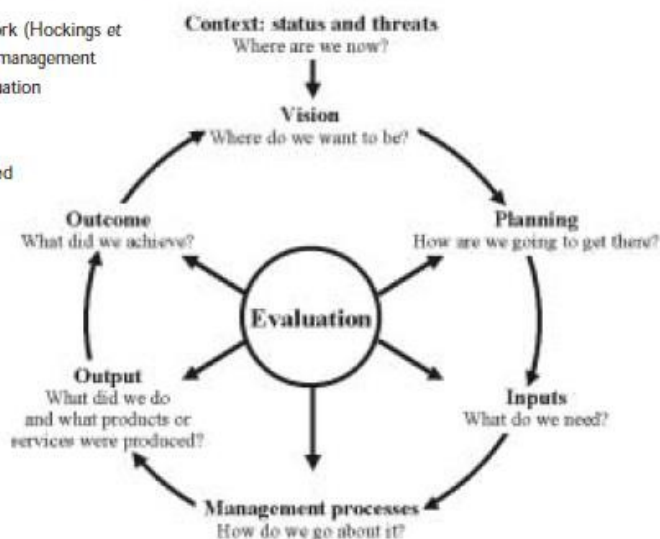 rk (Hockings et
management
uation
ed
Context: status and threats
Where are we now?
Vision
Where do we want to be?
Planning
How are we going to get there?
Inputs
What do we need?
Management processes
How do we go about it?
Output
What did we do
and what products or
services were produced?
Outcome
What did we achieve?
Evaluation